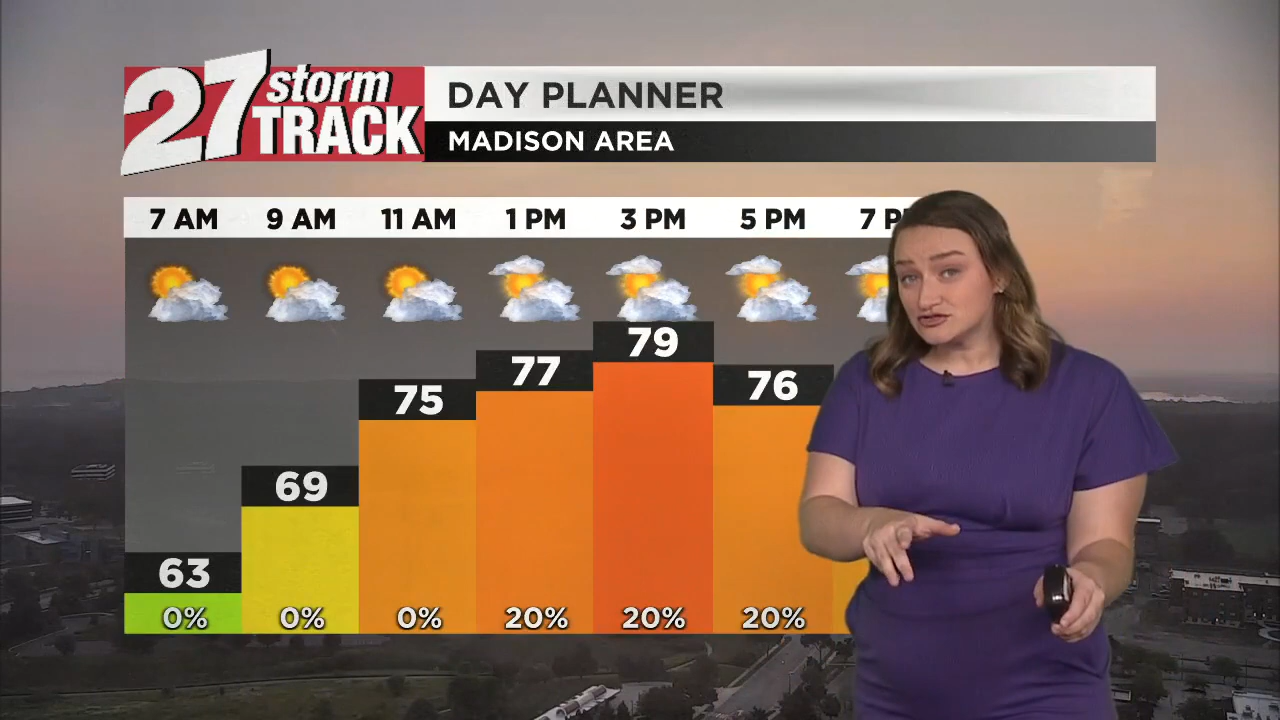 27 storm TRACK
DAY PLANNER
MADISON AREA
7 AM 9 AM 11 AM 1 PM 3 PM 5 PM 7 P
79
77
76
75
69
63
0% 0% 0% 20% 20% 20%